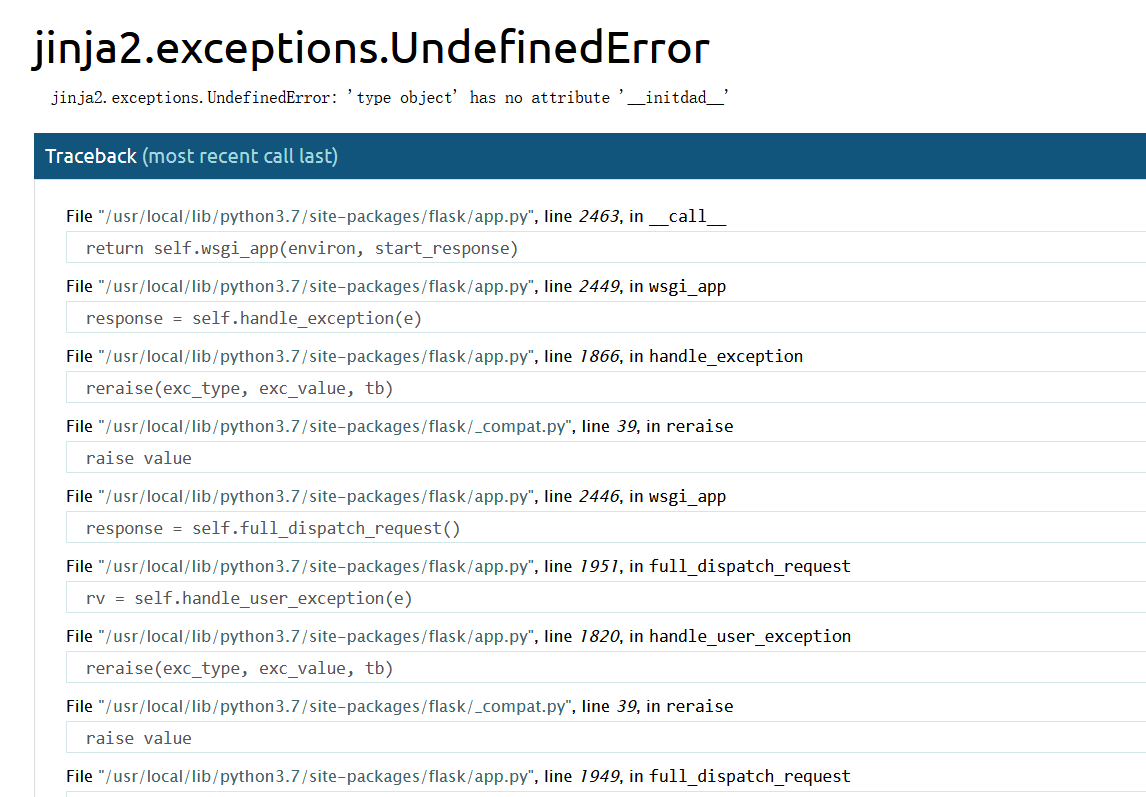 jinja2.exceptions.UndefinedError
jinja2.exceptions.UndefinedError: 'type object' has no attribute '__initdad__'
Traceback (most recent call last)
File "/usr/local/lib/python3.7/site-packages/flask/app.py", line 2463, in __call__
return self.wsgi_app(environ, start_response)
File "/usr/local/lib/python3.7/site-packages/flask/app.py", line 2449, in wsgi_app
response = self.handle_exception(e)
File "/usr/local/lib/python3.7/site-packages/flask/app.py", line 1866, in handle_exception
reraise(exc_type, exc_value, tb)
File "/usr/local/lib/python3.7/site-packages/flask/_compat.py", line 39, in reraise
raise value
File "/usr/local/lib/python3.7/site-packages/flask/app.py", line 2446, in wsgi_app
response = self.full_dispatch_request()
File "/usr/local/lib/python3.7/site-packages/flask/app.py", line 1951, in full_dispatch_request
rv = self.handle_user_exception(e)
File "/usr/local/lib/python3.7/site-packages/flask/app.py", line 1820, in handle_user_exception
reraise(exc_type, exc_value, tb)
File "/usr/local/lib/python3.7/site-packages/flask/_compat.py", line 39, in reraise
raise value
File "/usr/local/lib/python3.7/site-packages/flask/app.py", line 1949, in full_dispatch_request